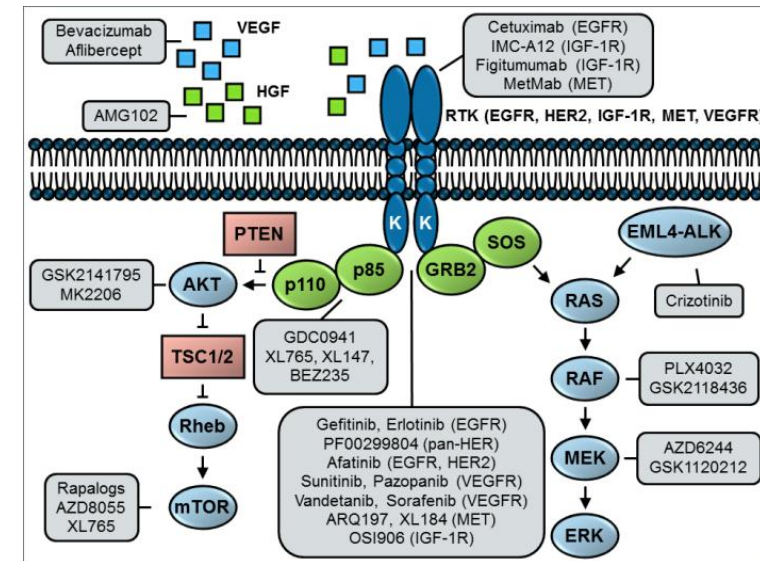 Bevacizumab
Aflibercept
VEGF
HGF
AMG102
Cetuximab (EGFR)
IMC-A12 (IGF-1R)
Figitumumab (IGF-1R)
MetMab (MET)
RTK (EGFR, HER2, IGF-1R, MET, VEGFR)
K
K
PTEN
SOS
EML4-ALK
GSK2141795
MK2206
AKT
p110
p85
GRB2
RAS
Crizotinib
TSC1/2
GDC0941
XL765, XL147,
BEZ235
RAF
PLX4032
GSK2118436
Rheb
Gefitinib, Erlotinib (EGFR)
PF00299804 (pan-HER)
Afatinib (EGFR, HER2)
Sunitinib, Pazopanib (VEGFR)
Vandetanib, Sorafenib (VEGFR)
ARQ197, XL184 (MET)
OSI906 (IGF-1R)
MEK
AZD6244
GSK1120212
Rapalogs
AZD8055
XL765
mTOR
ERK